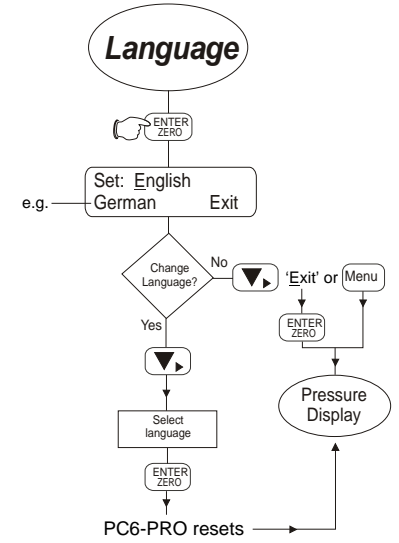 Language
ENTER
ZERO
Set: English
e.g. German Exit
Change
Language?
No
'Exit' or Menu
ENTER
ZERO
Yes
Pressure
Display
Select
language
ENTER
ZERO
PC6-PRO resets